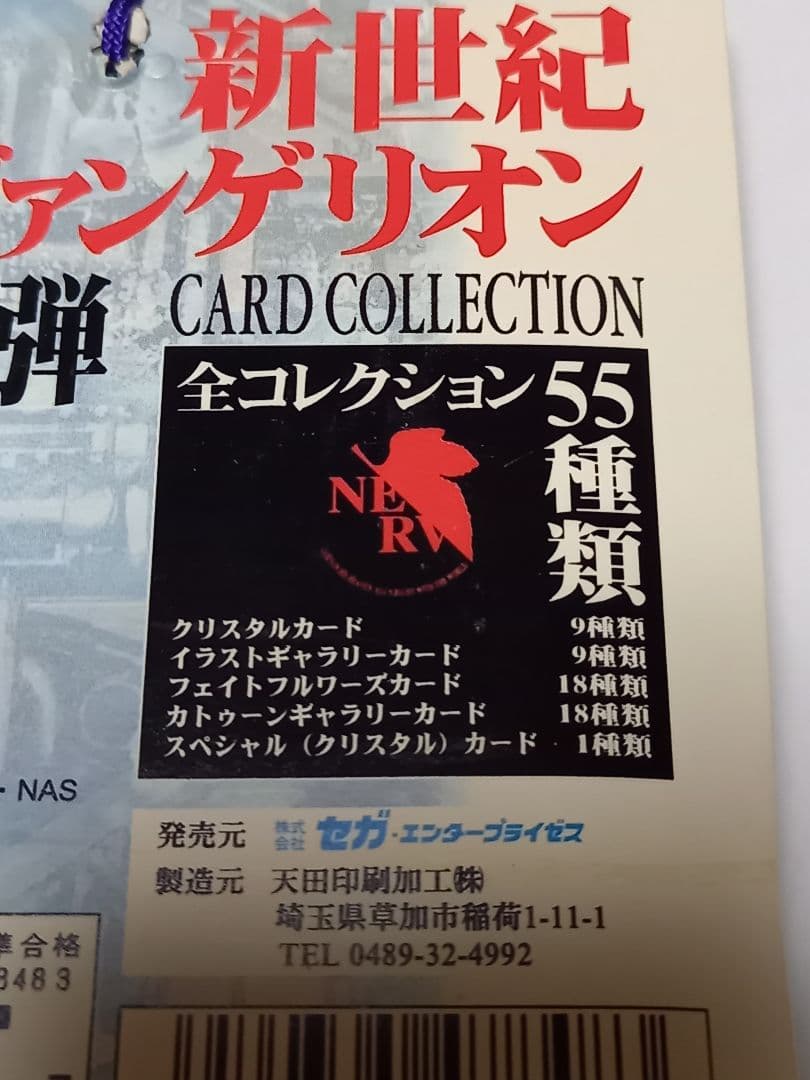 新世紀
ヴァンゲリオン
弾
CARD COLLECTION
全コレクション55種類
NERV
クリスタルカード 9種類
イラストギャラリーカード 9種類
フェイトフルワーズカード 18種類
カトゥーンギャラリーカード 18種類
スペシャル（クリスタル）カード 1種類
・NAS
発売元 株式会社 セガ・エンタープライゼス
製造元 天田印刷加工㈱
埼玉県草加市稲荷1-11-1
TEL 0489-32-4992
準合格
8483